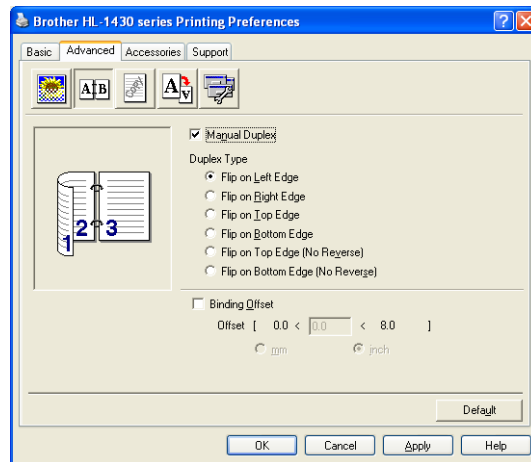 Brother HL-1430 series Printing Preferences
Basic Advanced Accessories Support
A B A A
1 2 3
Manual Duplex
Duplex Type
Flip on Left Edge
Flip on Right Edge
Flip on Top Edge
Flip on Bottom Edge
Flip on Top Edge (No Reverse)
Flip on Bottom Edge (No Reverse)
Binding Offset
Offset [ 0.0 < 0.0 < 8.0 ]
mm inch
Default
OK Cancel Apply Help